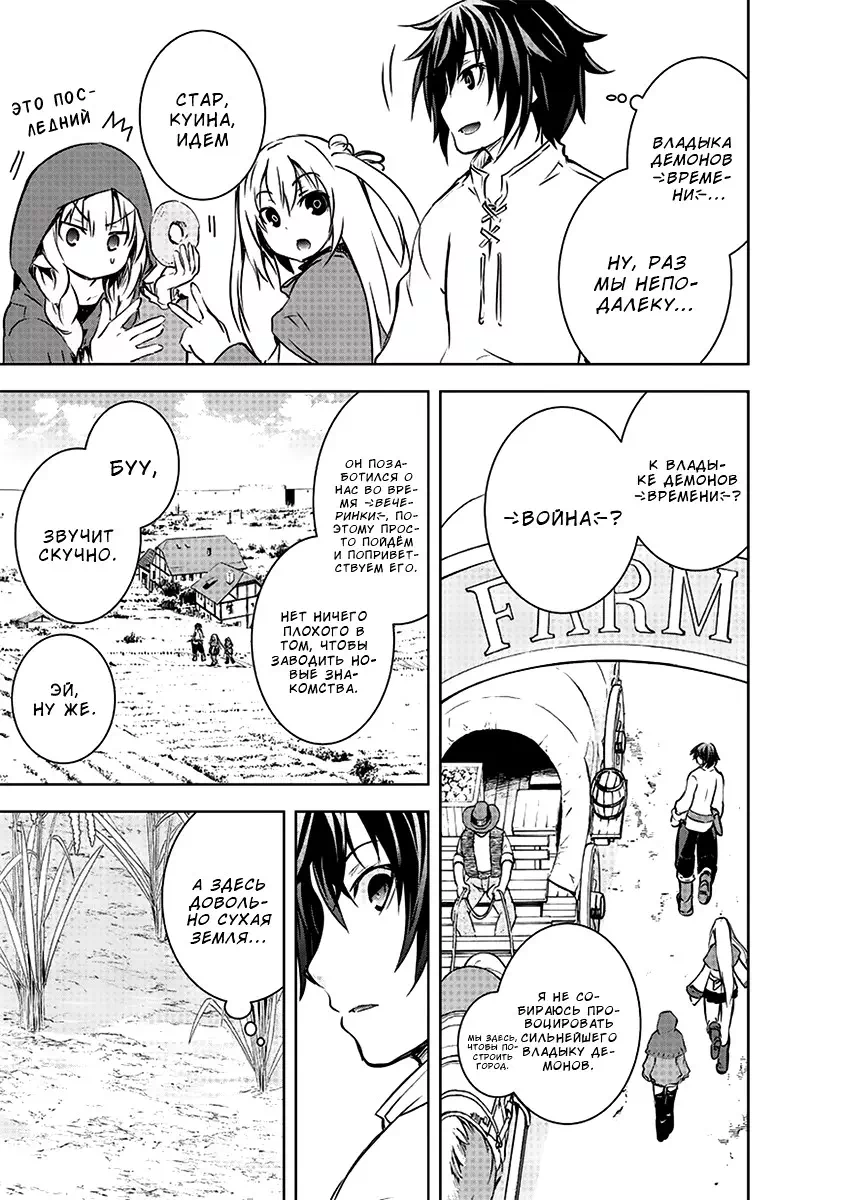 ВЛАДЫКА
ДЕМОНОВ
-»ВРЕМЕ-
НИ«-...
НУ, РАЗ
МЫ НЕПО-
ДАЛЕКУ...
СТАР,
КУИНА,
ИДЕМ
ЭТО ПОС-
ЛЕДНИЙ
К ВЛАДЫ-
КЕ ДЕМОНОВ
-»ВРЕМЕНИ«-?
-»ВОЙНА«-?
FARM
Я НЕ СО-
БИРАЮСЬ ПРО-
ВОЦИРОВАТЬ
СИЛЬНЕЙШЕГО
ВЛАДЫКУ ДЕ-
МОНОВ.
МЫ ЗДЕСЬ,
ЧТОБЫ ПО-
СТРОИТЬ
ГОРОД.
ОН ПОЗА-
БОТИЛСЯ О
НАС ВО ВРЕМЯ
-»ВЕЧЕ-
РИНКИ«-, ПО-
ЭТОМУ ПРОС-
ТО ПОЙДЁМ
И ПОПРИВЕТ-
СТВУЕМ ЕГО.
НЕТ НИЧЕГО
ПЛОХОГО В
ТОМ, ЧТОБЫ
ЗАВОДИТЬ НО-
ВЫЕ ЗНА-
КОМСТВА.
БУУ,
ЗВУЧИТ
СКУЧНО.
ЭЙ,
НУ ЖЕ.
А ЗДЕСЬ
ДОВОЛЬ-
НО СУХАЯ
ЗЕМЛЯ...